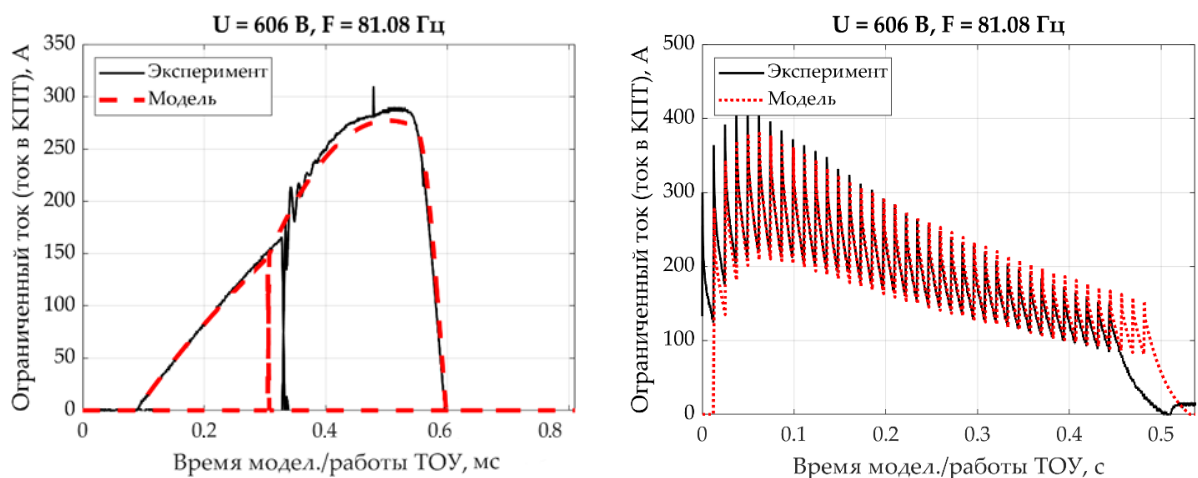 U = 606 В, F = 81.08 Гц
Ограниченный ток (ток в КПТ), А
350
300
250
200
150
100
50
0
Эксперимент
Модель
0 0.2 0.4 0.6 0.8
Время модел./работы ТОУ, мс
U = 606 В, F = 81.08 Гц
Ограниченный ток (ток в КПТ), А
500
400
300
200
100
0
Эксперимент
Модель
0 0.1 0.2 0.3 0.4 0.5
Время модел./работы ТОУ, с